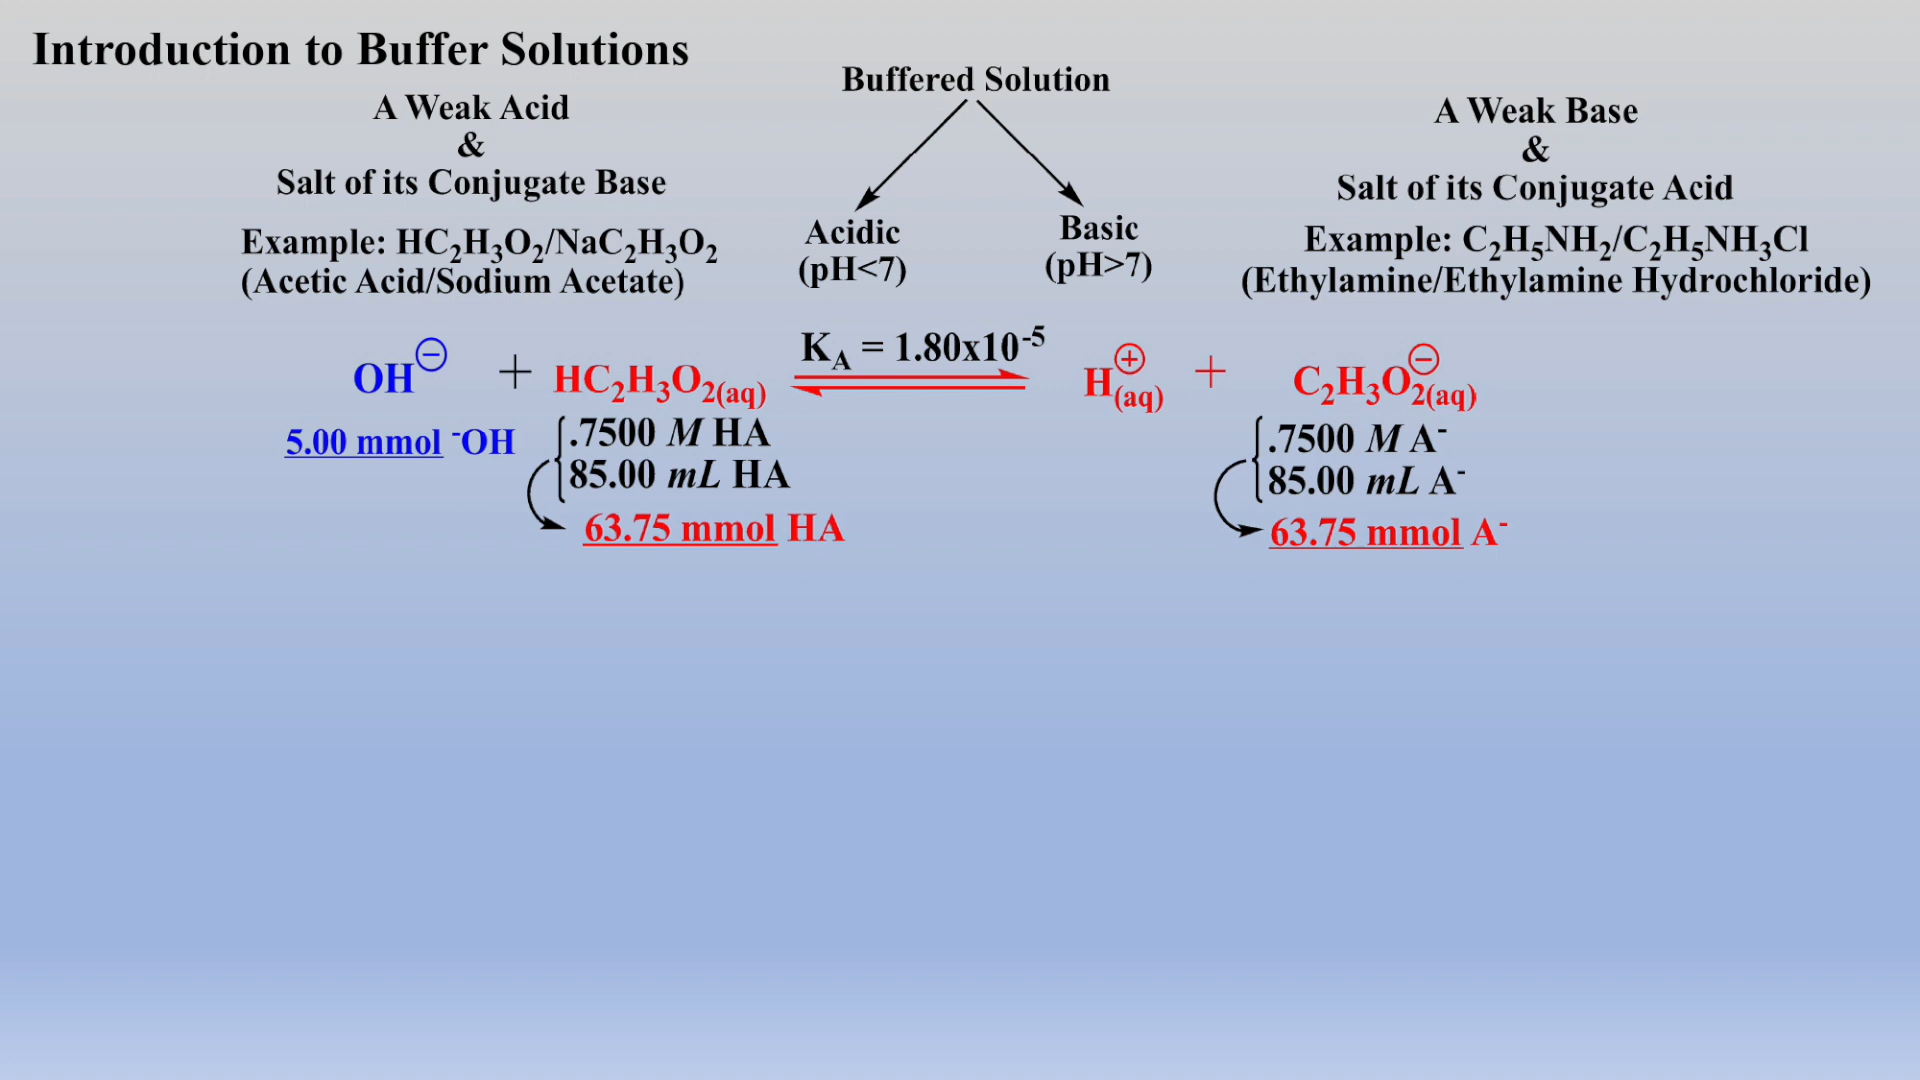 Introduction to Buffer Solutions
A Weak Acid
&
Salt of its Conjugate Base
Example: HC₂H₃O₂/NaC₂H₃O₂
(Acetic Acid/Sodium Acetate)
Buffered Solution
Acidic
(pH<7)
Basic
(pH>7)
A Weak Base
&
Salt of its Conjugate Acid
Example: C₂H₅NH₂/C₂H₅NH₃Cl
(Ethylamine/Ethylamine Hydrochloride)
OH⊖ + HC₂H₃O₂(aq) K_A = 1.80x10⁻⁵ H⊕(aq) + C₂H₃O₂⊖(aq)
5.00 mmol ⁻OH
.7500 M HA
85.00 mL HA
63.75 mmol HA
.7500 M A⁻
85.00 mL A⁻
63.75 mmol A⁻